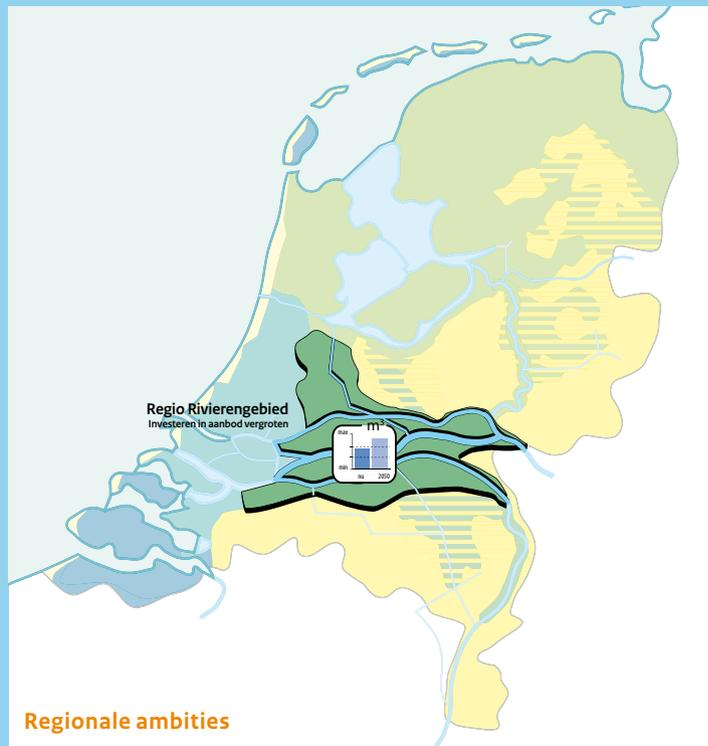 Regio Rivierengebied
Investeren in aanbod vergroten
m³
max
min
nu 2050
Regionale ambities